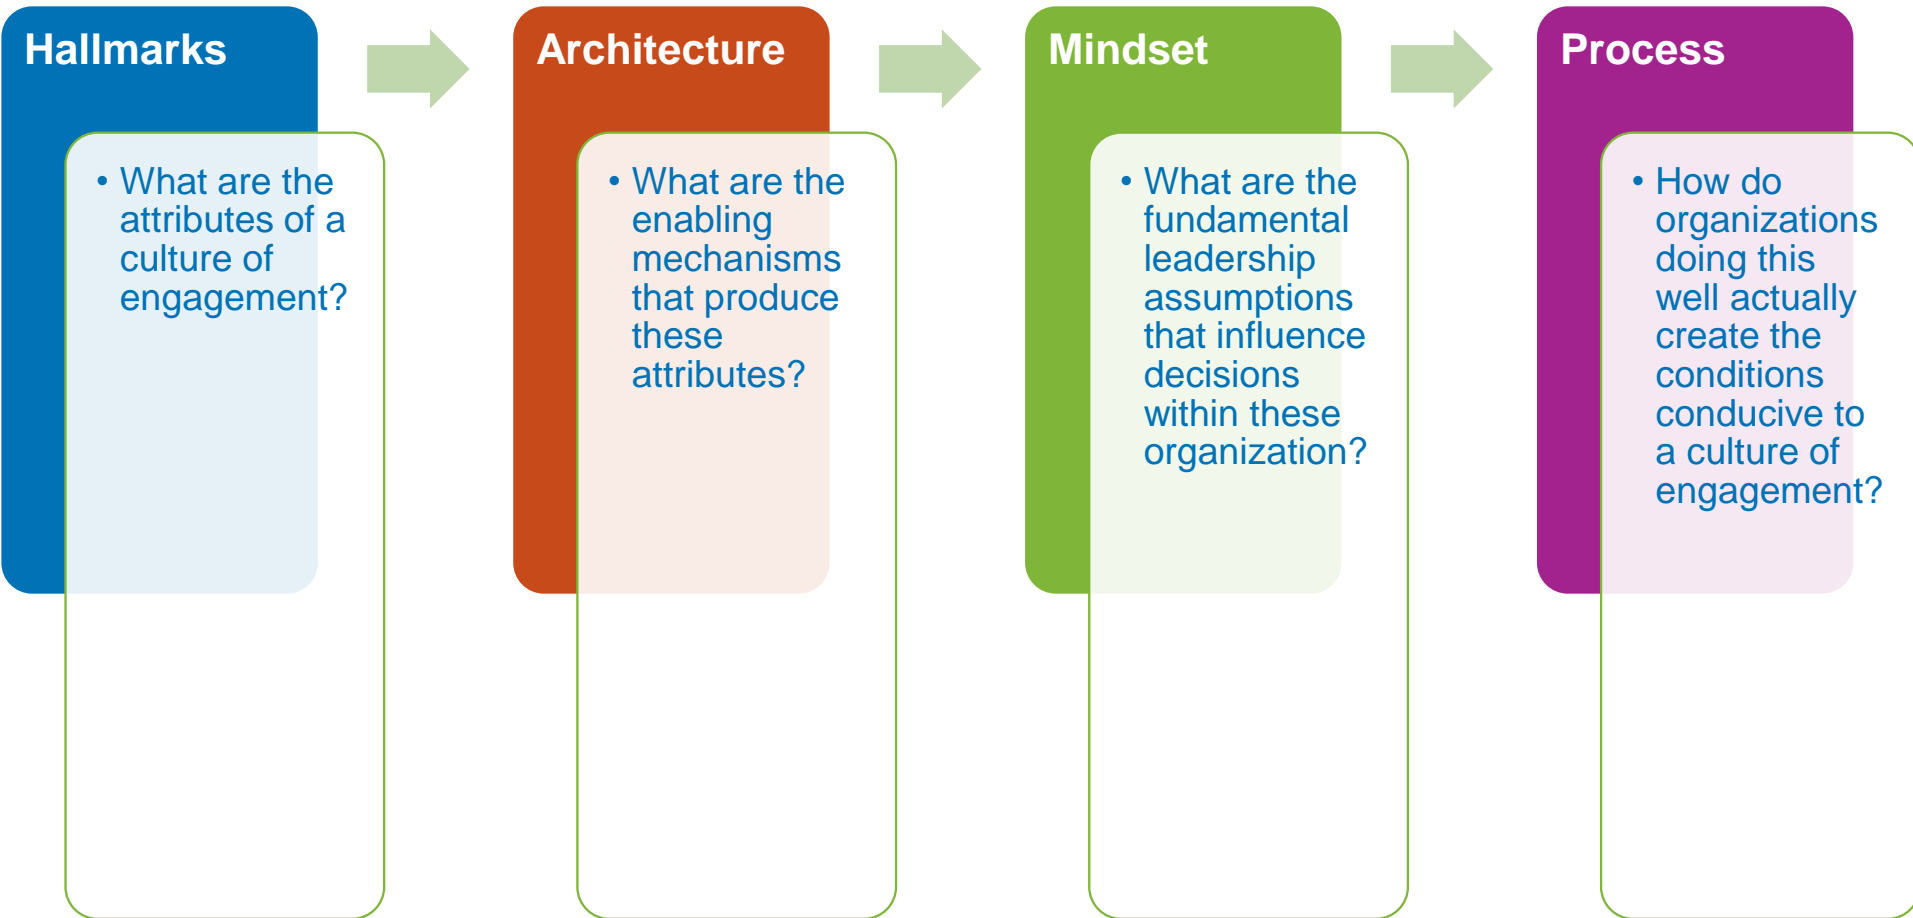 Hallmarks
• What are the
attributes of a
culture of
engagement?
Architecture
• What are the
enabling
mechanisms
that produce
these
attributes?
Mindset
• What are the
fundamental
leadership
assumptions
that influence
decisions
within these
organization?
Process
• How do
organizations
doing this
well actually
create the
conditions
conducive to
a culture of
engagement?